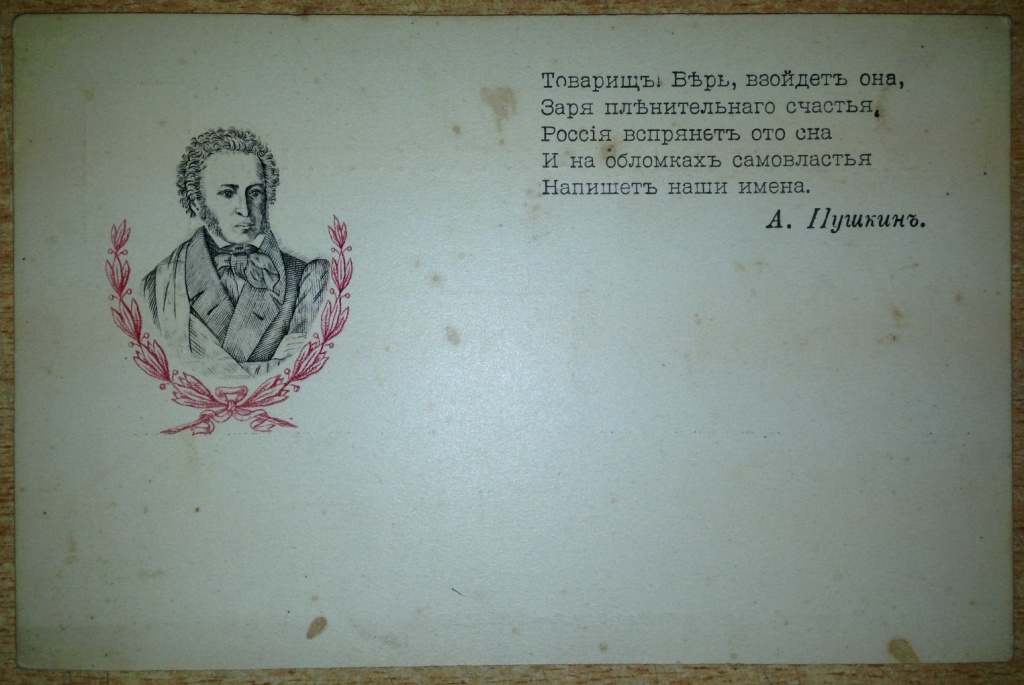 Товарищъ! Вѣрь, взойдетъ она,
Заря плѣнительнаго счастья,
Россія вспрянетъ ото сна
И на обломкахъ самовластья
Напишетъ наши имена.
А. Пушкинъ.